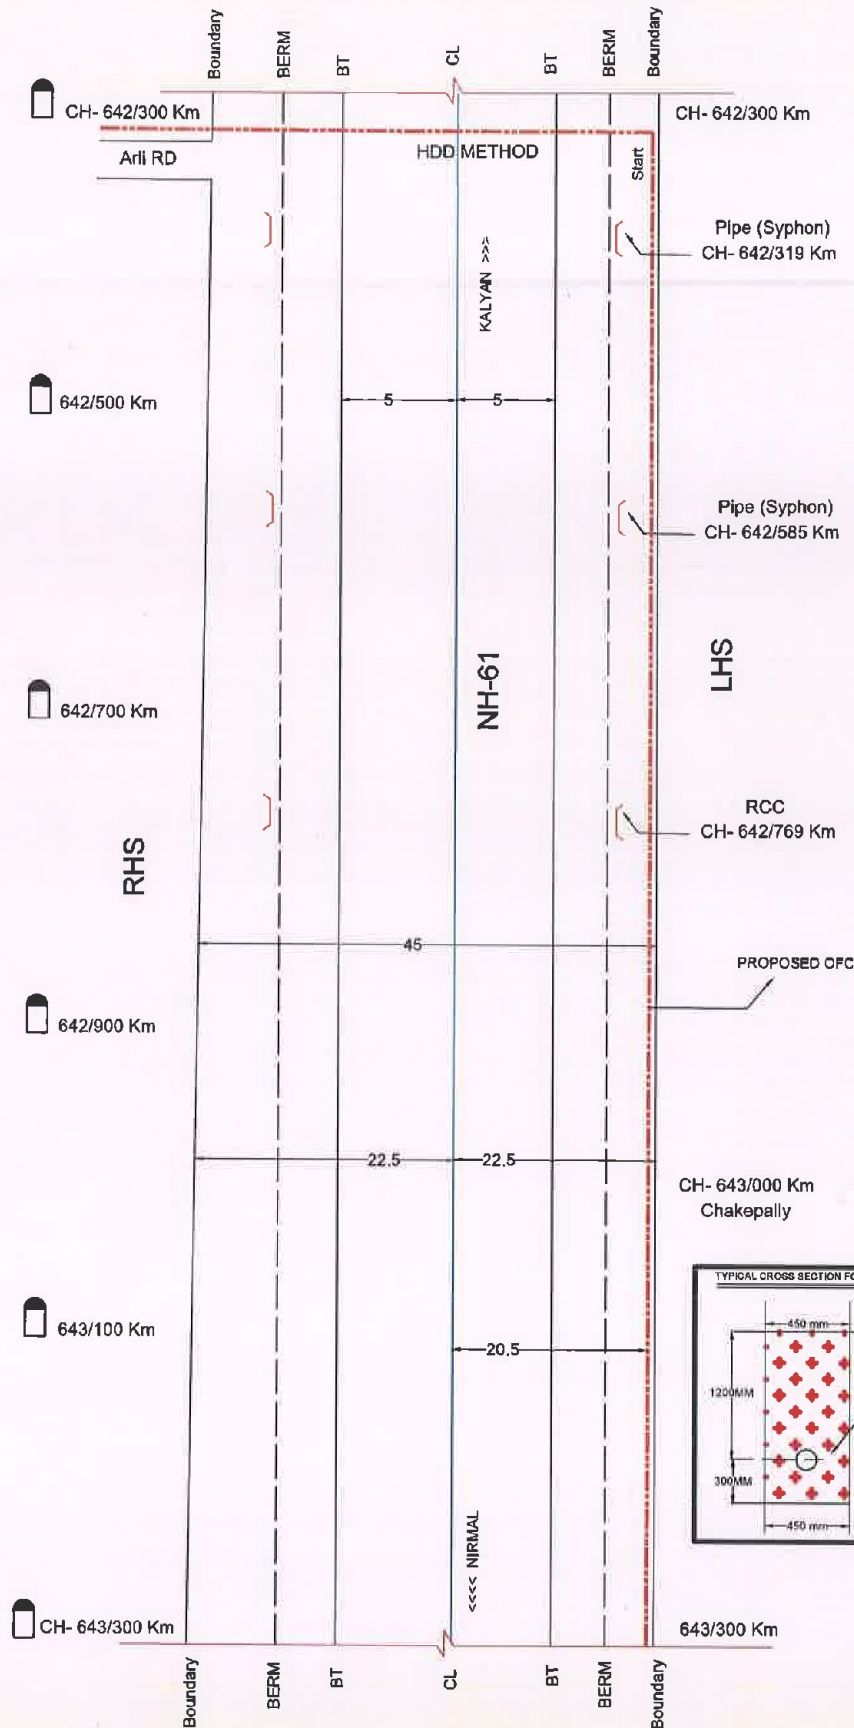 Boundary
BERM
BT
CL
BT
BERM
Boundary
CH- 642/300 Km
CH- 642/300 Km
Arli RD
HDD METHOD
Start
Pipe (Syphon)
CH- 642/319 Km
KALYAN >>>
642/500 Km
5
5
Pipe (Syphon)
CH- 642/585 Km
LHS
NH-61
642/700 Km
RCC
CH- 642/769 Km
RHS
45
PROPOSED OFC
642/900 Km
22.5
22.5
CH- 643/000 Km
Chakepally
TYPICAL CROSS SECTION FO
450 mm
1200MM
300MM
450 mm
643/100 Km
20.5
<<<< NIRMAL
CH- 643/300 Km
643/300 Km
Boundary
BERM
BT
CL
BT
BERM
Boundary